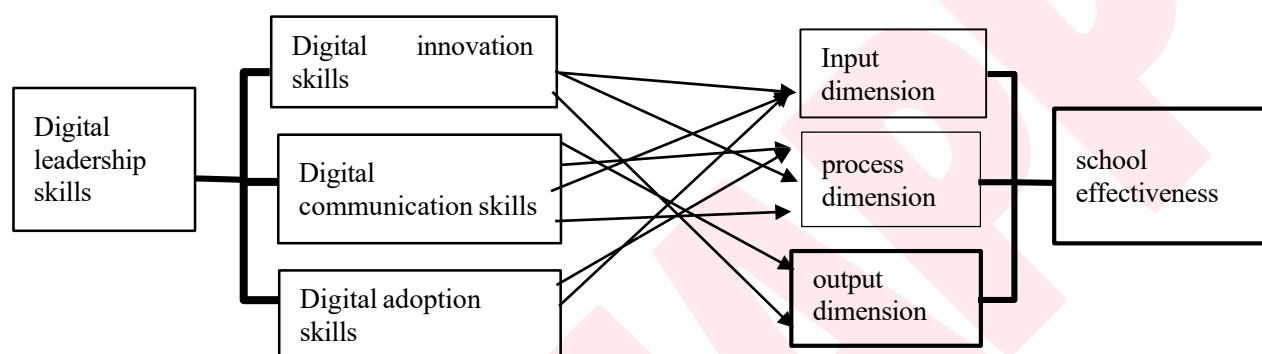 Digital leadership skills
Digital innovation
skills
Digital
communication skills
Digital adoption
skills
Input
dimension
process
dimension
output
dimension
school
effectiveness